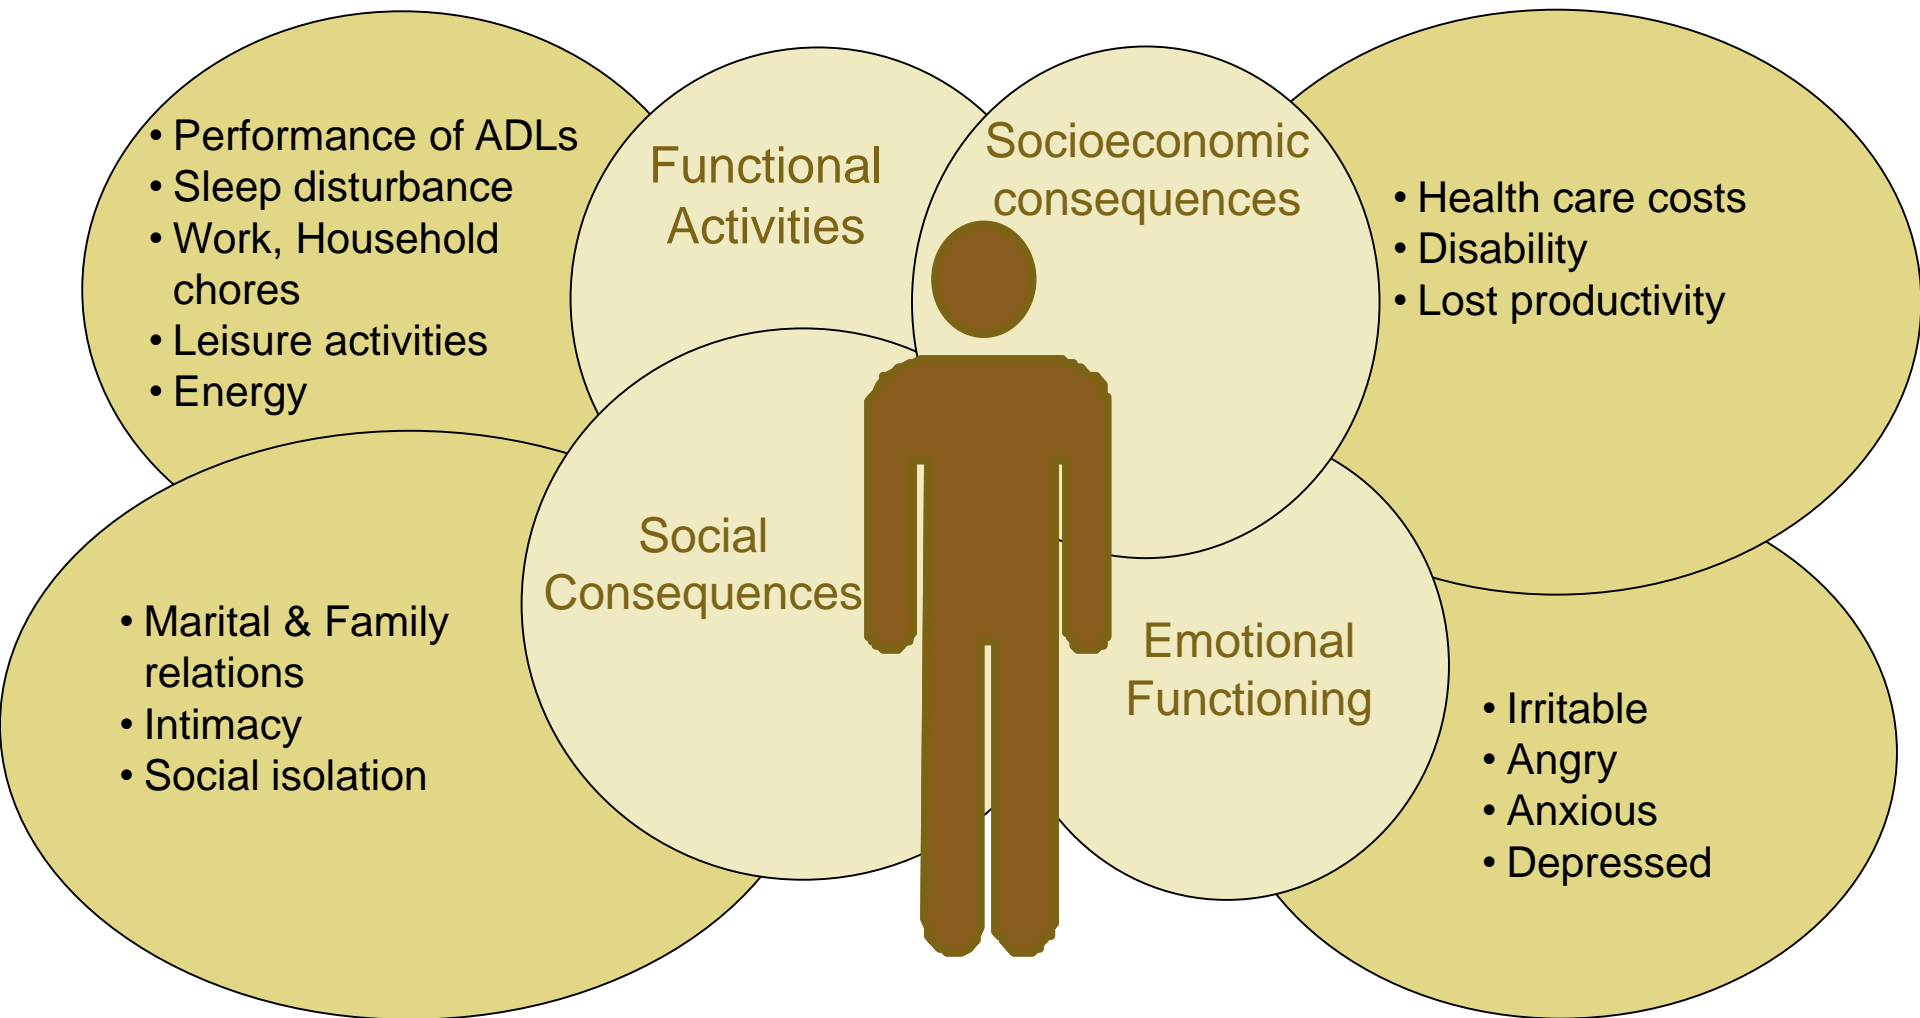 • Performance of ADLs
• Sleep disturbance
• Work, Household
chores
• Leisure activities
• Energy
Functional
Activities
Socioeconomic
consequences
• Health care costs
• Disability
• Lost productivity
• Marital & Family
relations
• Intimacy
• Social isolation
Social
Consequences
Emotional
Functioning
• Irritable
• Angry
• Anxious
• Depressed